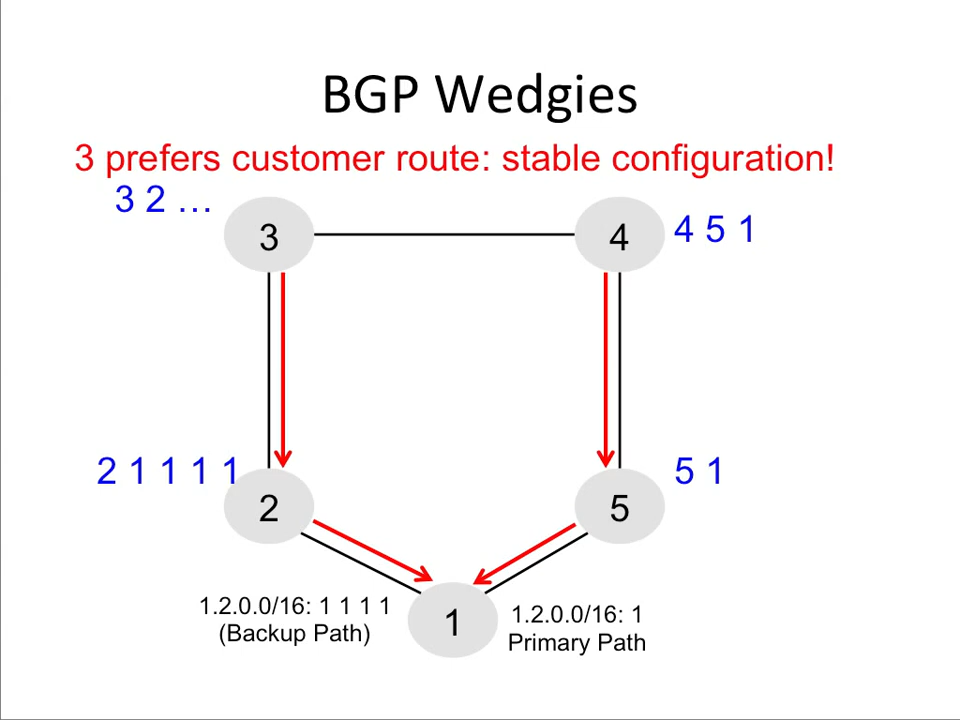 BGP Wedgies
3 prefers customer route: stable configuration!
3 2 …
3
4
4 5 1
2 1 1 1 1
2
5
5 1
1.2.0.0/16: 1 1 1 1
(Backup Path)
1
1.2.0.0/16: 1
Primary Path